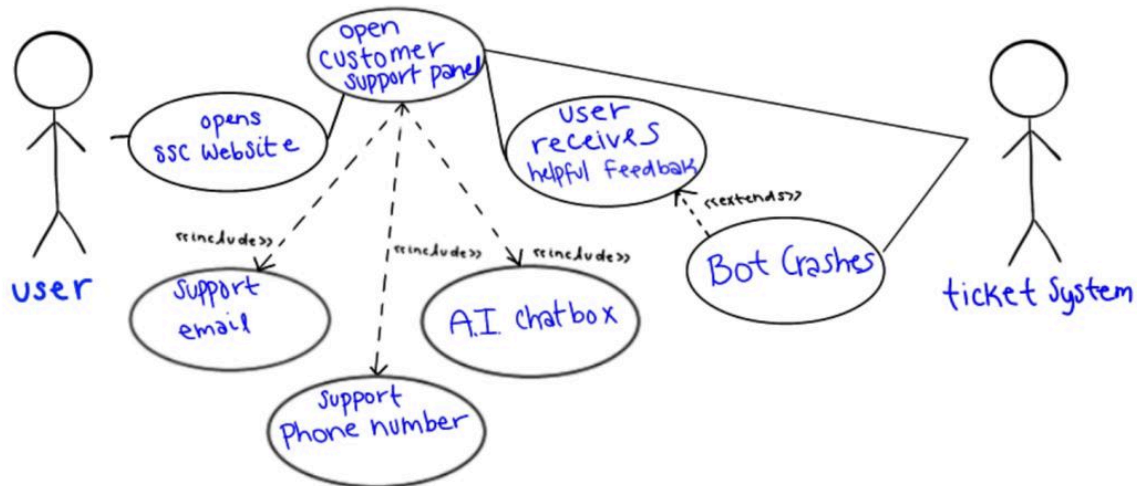 open
customer
support panel
opens
ssc website
user
receives
helpful feedbak
<<extends>>
<<include>>
<<include>>
<<include>>
Bot Crashes
user
ticket System
Support
email
A.I. chatbox
Support
Phone number